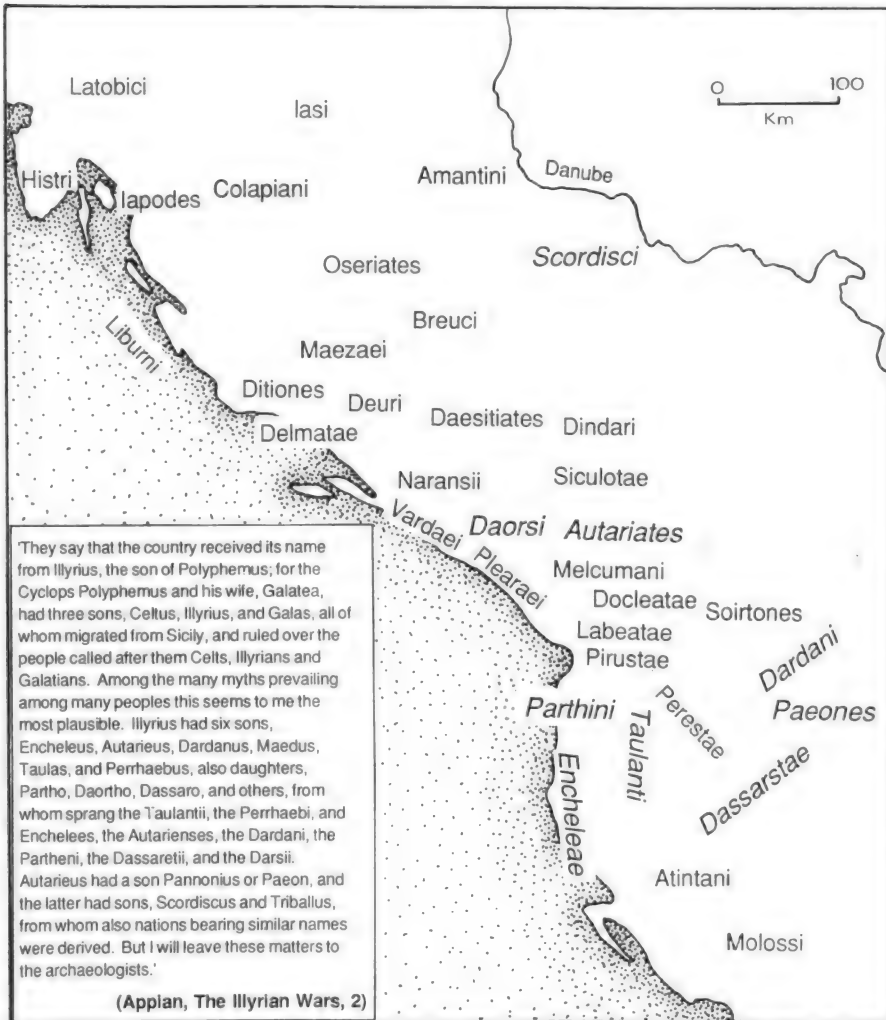 Latobici
Iasi
0 100
Km
Histri
Iapodes
Colapiani
Amantini
Danube
Scordisci
Oseriates
Breuci
Liburni
Maezaei
Ditiones
Deuri
Daesitiates
Dindari
Delmatae
Naransii
Siculotae
Vardaei
Daorsi
Autariates
Plearaei
Melcumani
Docleatae
Soirtones
Labeatae
Pirustae
Dardani
Parthini
Taulanti
Perestae
Paeones
Encheleae
Dassarstae
Atintani
Molossi
'They say that the country received its name
from Illyrius, the son of Polyphemus; for the
Cyclops Polyphemus and his wife, Galatea,
had three sons, Celtus, Illyrius, and Galas, all of
whom migrated from Sicily, and ruled over the
people called after them Celts, Illyrians and
Galatians. Among the many myths prevailing
among many peoples this seems to me the
most plausible. Illyrius had six sons,
Encheleus, Autarieus, Dardanus, Maedus,
Taulas, and Perrhaebus, also daughters,
Partho, Daortho, Dassaro, and others, from
whom sprang the Taulantii, the Perrhaebi, and
Enchelees, the Autarienses, the Dardani, the
Partheni, the Dassaretii, and the Darsii.
Autarieus had a son Pannonius or Paeon, and
the latter had sons, Scordiscus and Triballus,
from whom also nations bearing similar names
were derived. But I will leave these matters to
the archaeologists.'
(Appian, The Illyrian Wars, 2)